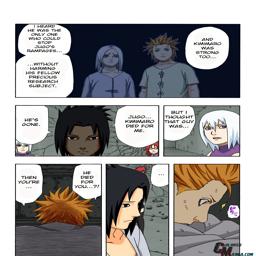 I HEARD
HE WAS THE
ONLY ONE
WHO COULD
STOP
JUGO'S
RAMPAGES...
...WITHOUT
HARMING
HIS FELLOW
PRECIOUS
RESEARCH
SUBJECT.
AND
KIMIMARO
WAS
STRONG
TOO...
BUT I
THOUGHT
THAT GUY
WAS...
JUGO...
KIMIMARO
DIED FOR
ME.
HE'S
GONE.
...
HE DIED
FOR
YOU...?!
THEN
YOU'RE
...